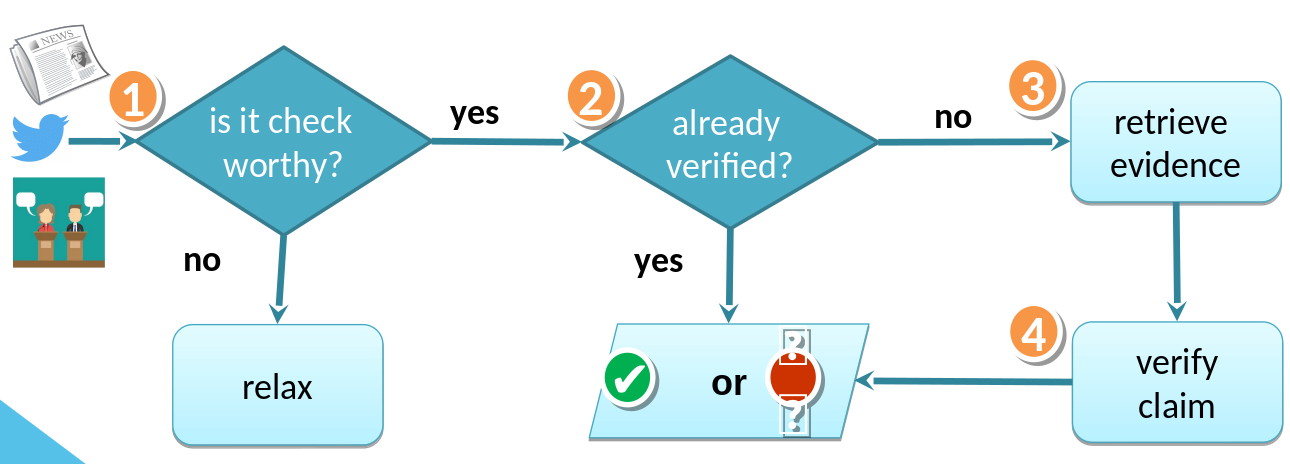 NEWS
1
is it check
worthy?
yes
2
already
verified?
no
3
retrieve
evidence
no
relax
yes
✔
or
?
?
4
verify
claim